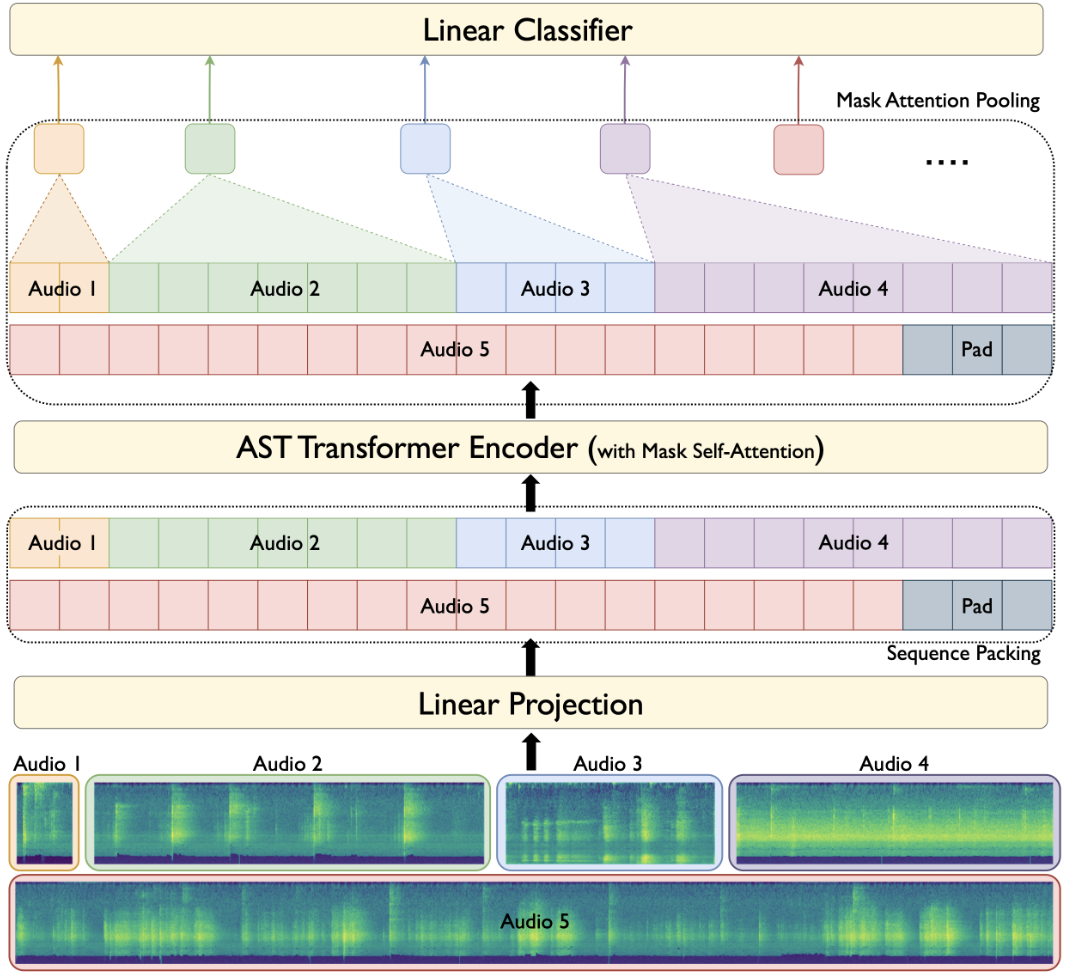 Linear Classifier
Mask Attention Pooling
....
Audio 1 Audio 2 Audio 3 Audio 4
Audio 5 Pad
AST Transformer Encoder (with Mask Self-Attention)
Audio 1 Audio 2 Audio 3 Audio 4
Audio 5 Pad
Sequence Packing
Linear Projection
Audio 1 Audio 2 Audio 3 Audio 4
Audio 5